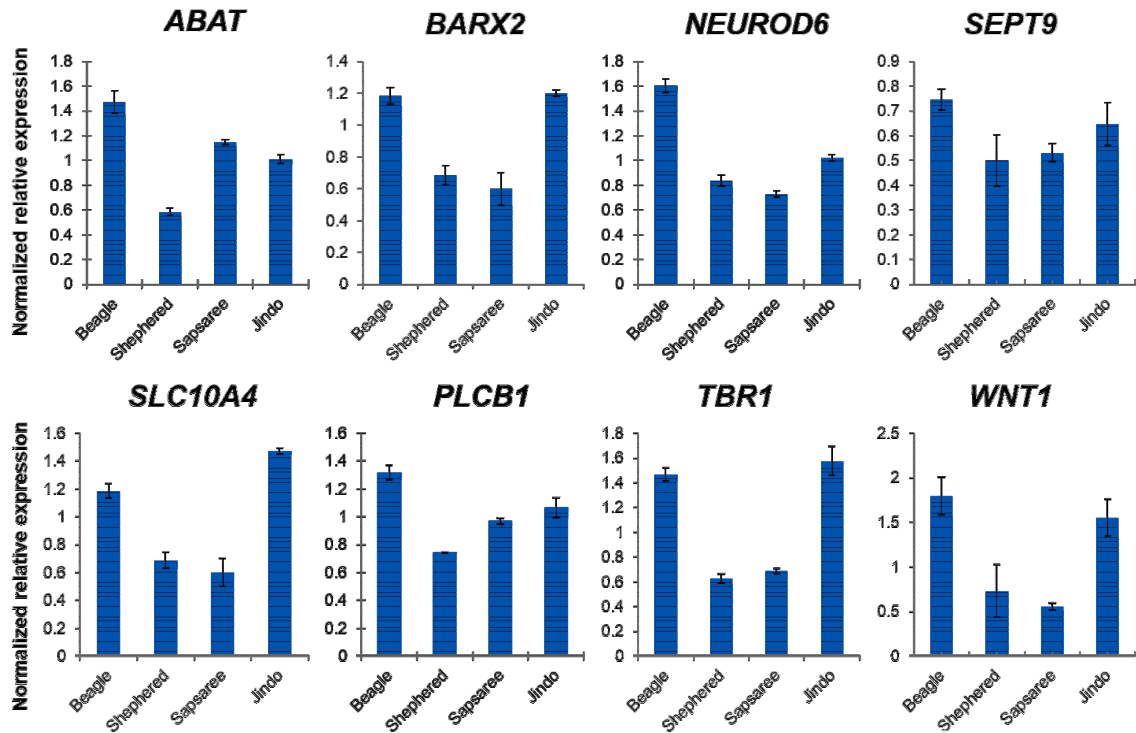 ABAT
BARX2
NEUROD6
SEPT9
Normalized relative expression
1.8
1.6
1.4
1.2
1
0.8
0.6
0.4
0.2
0
Beagle
Shephered
Sapsaree
Jindo
1.4
1.2
1
0.8
0.6
0.4
0.2
0
Beagle
Shephered
Sapsaree
Jindo
1.8
1.6
1.4
1.2
1
0.8
0.6
0.4
0.2
0
Beagle
Shephered
Sapsaree
Jindo
0.9
0.8
0.7
0.6
0.5
0.4
0.3
0.2
0.1
0
Beagle
Shephered
Sapsaree
Jindo
SLC10A4
PLCB1
TBR1
WNT1
Normalized relative expression
1.6
1.4
1.2
1
0.8
0.6
0.4
0.2
0
Beagle
Shephered
Sapsaree
Jindo
1.6
1.4
1.2
1
0.8
0.6
0.4
0.2
0
Beagle
Shephered
Sapsaree
Jindo
1.8
1.6
1.4
1.2
1
0.8
0.6
0.4
0.2
0
Beagle
Shephered
Sapsaree
Jindo
2.5
2
1.5
1
0.5
0
Beagle
Shephered
Sapsaree
Jindo